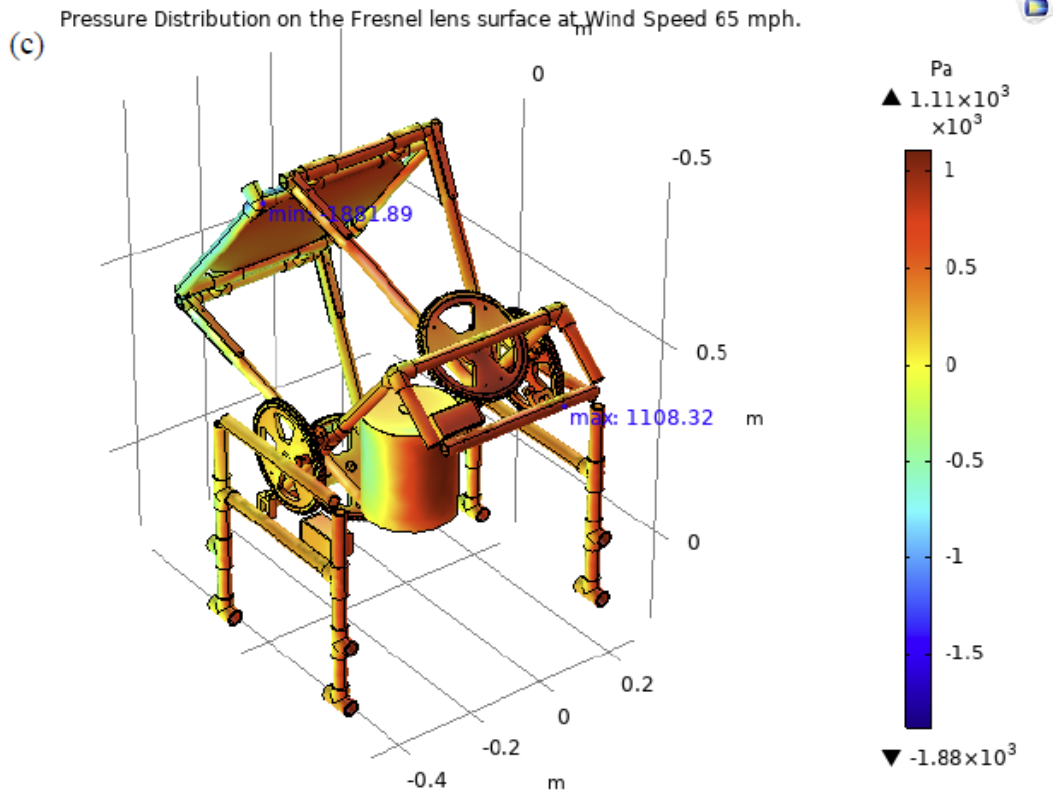 Pressure Distribution on the Fresnel lens surface at Wind Speed 65 mph.
(c)
m
0
-0.5
Pa
▲ 1.11×10³
×10³
1
0.5
0
-0.5
-1
-1.5
▼ -1.88×10³
min: -1881.89
0.5
max: 1108.32
m
0
0.2
0
-0.2
-0.4
m